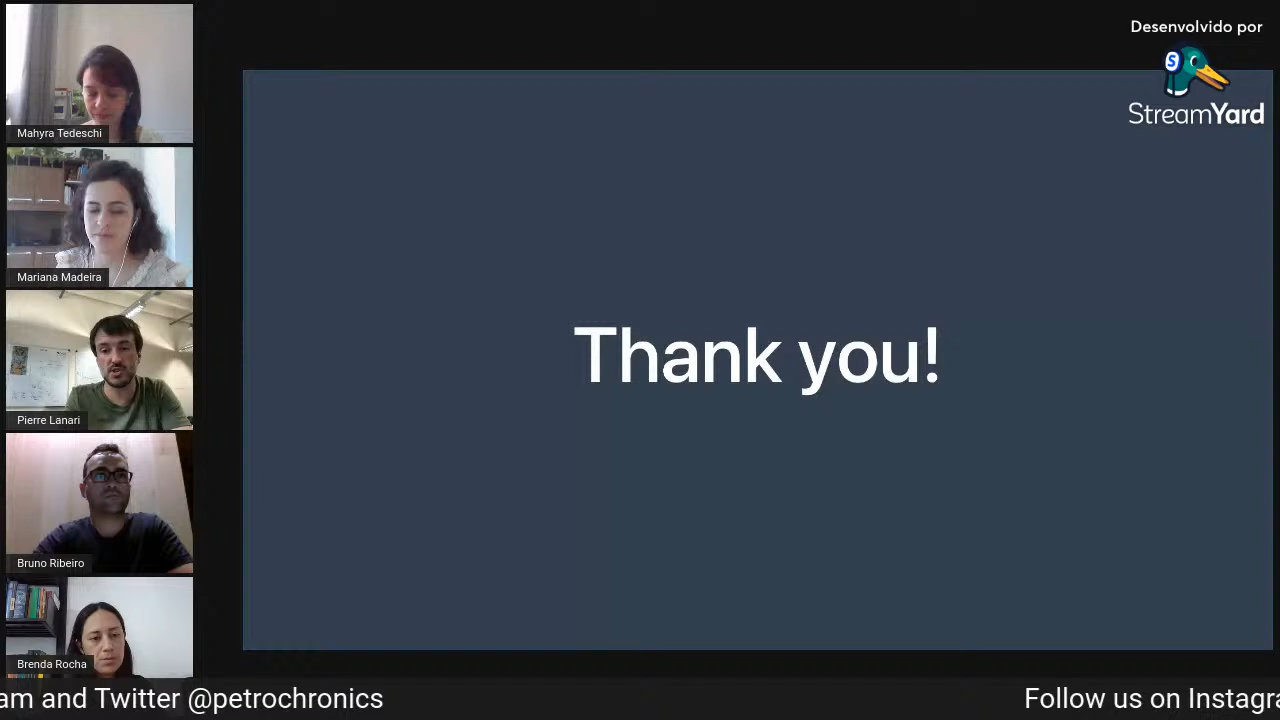 Desenvolvido por
S
StreamYard
Mahyra Tedeschi
Mariana Madeira
Pierre Lanari
Bruno Ribeiro
Brenda Rocha
Thank you!
am and Twitter @petrochronics
Follow us on Instagra